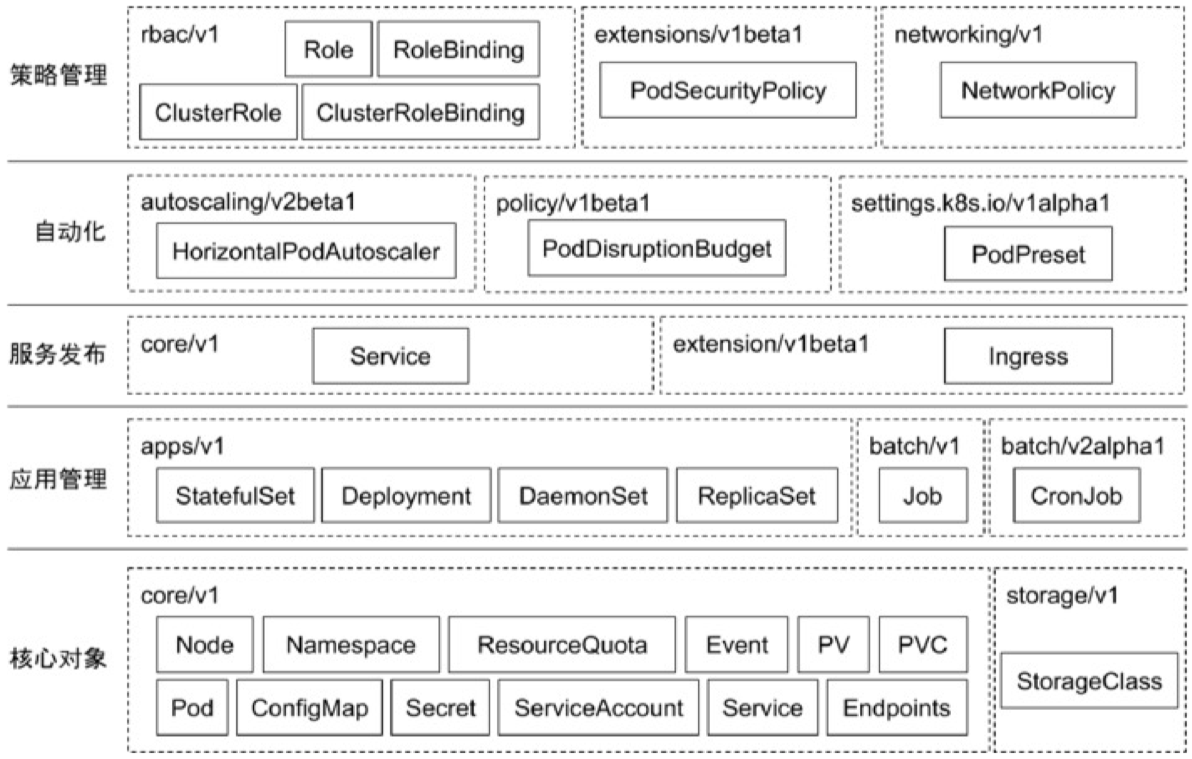 策略管理
rbac/v1
Role
RoleBinding
ClusterRole
ClusterRoleBinding
extensions/v1beta1
PodSecurityPolicy
networking/v1
NetworkPolicy
自动化
autoscaling/v2beta1
HorizontalPodAutoscaler
policy/v1beta1
PodDisruptionBudget
settings.k8s.io/v1alpha1
PodPreset
服务发布
core/v1
Service
extension/v1beta1
Ingress
应用管理
apps/v1
StatefulSet
Deployment
DaemonSet
ReplicaSet
batch/v1
Job
batch/v2alpha1
CronJob
核心对象
core/v1
Node
Namespace
ResourceQuota
Event
PV
PVC
Pod
ConfigMap
Secret
ServiceAccount
Service
Endpoints
storage/v1
StorageClass